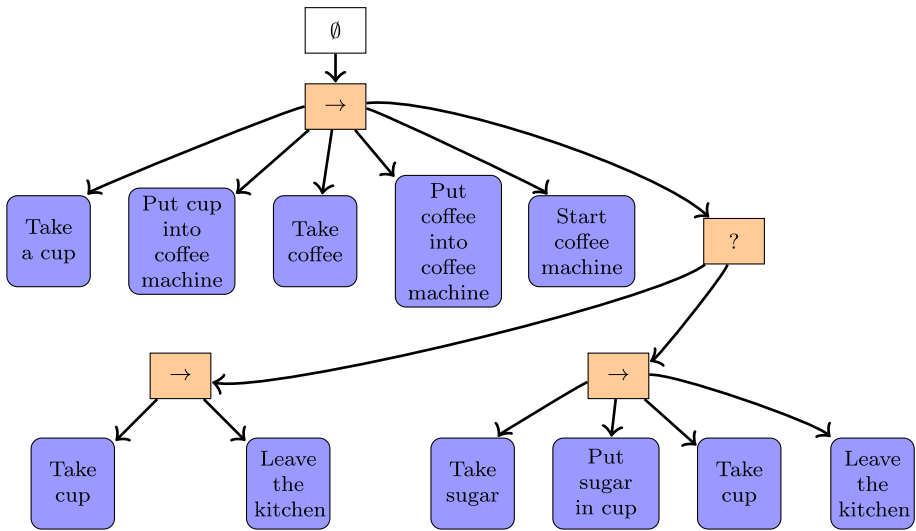 ∅
→
Take
a cup
Put cup
into
coffee
machine
Take
coffee
Put
coffee
into
coffee
machine
Start
coffee
machine
?
→
→
Take
cup
Leave
the
kitchen
Take
sugar
Put
sugar
in cup
Take
cup
Leave
the
kitchen